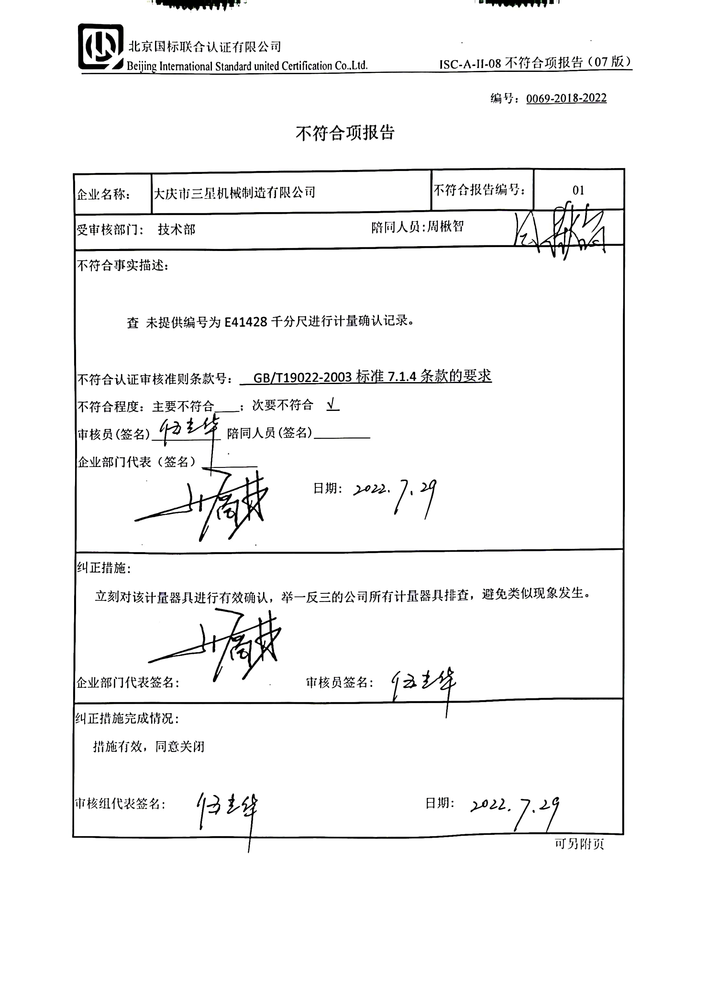 北京国标联合认证有限公司
Beijing International Standard united Certification Co.,Ltd. ISC-A-II-08 不符合项报告（07 版）
编号：0069-2018-2022
不符合项报告
企业名称： 大庆市三星机械制造有限公司 不符合报告编号： 01
受审核部门： 技术部 陪同人员:周楸智
不符合事实描述：
查 未提供编号为 E41428 千分尺进行计量确认记录。
不符合认证审核准则条款号： GB/T19022-2003 标准 7.1.4 条款的要求
不符合程度：主要不符合____；次要不符合 √
审核员(签名) 伍士华 陪同人员(签名)
企业部门代表（签名）
日期： 2022.7.29
纠正措施：
立刻对该计量器具进行有效确认，举一反三的公司所有计量器具排查，避免类似现象发生。
企业部门代表签名： 审核员签名：
纠正措施完成情况：
措施有效，同意关闭
审核组代表签名： 日期： 2022.7.29
可另附页